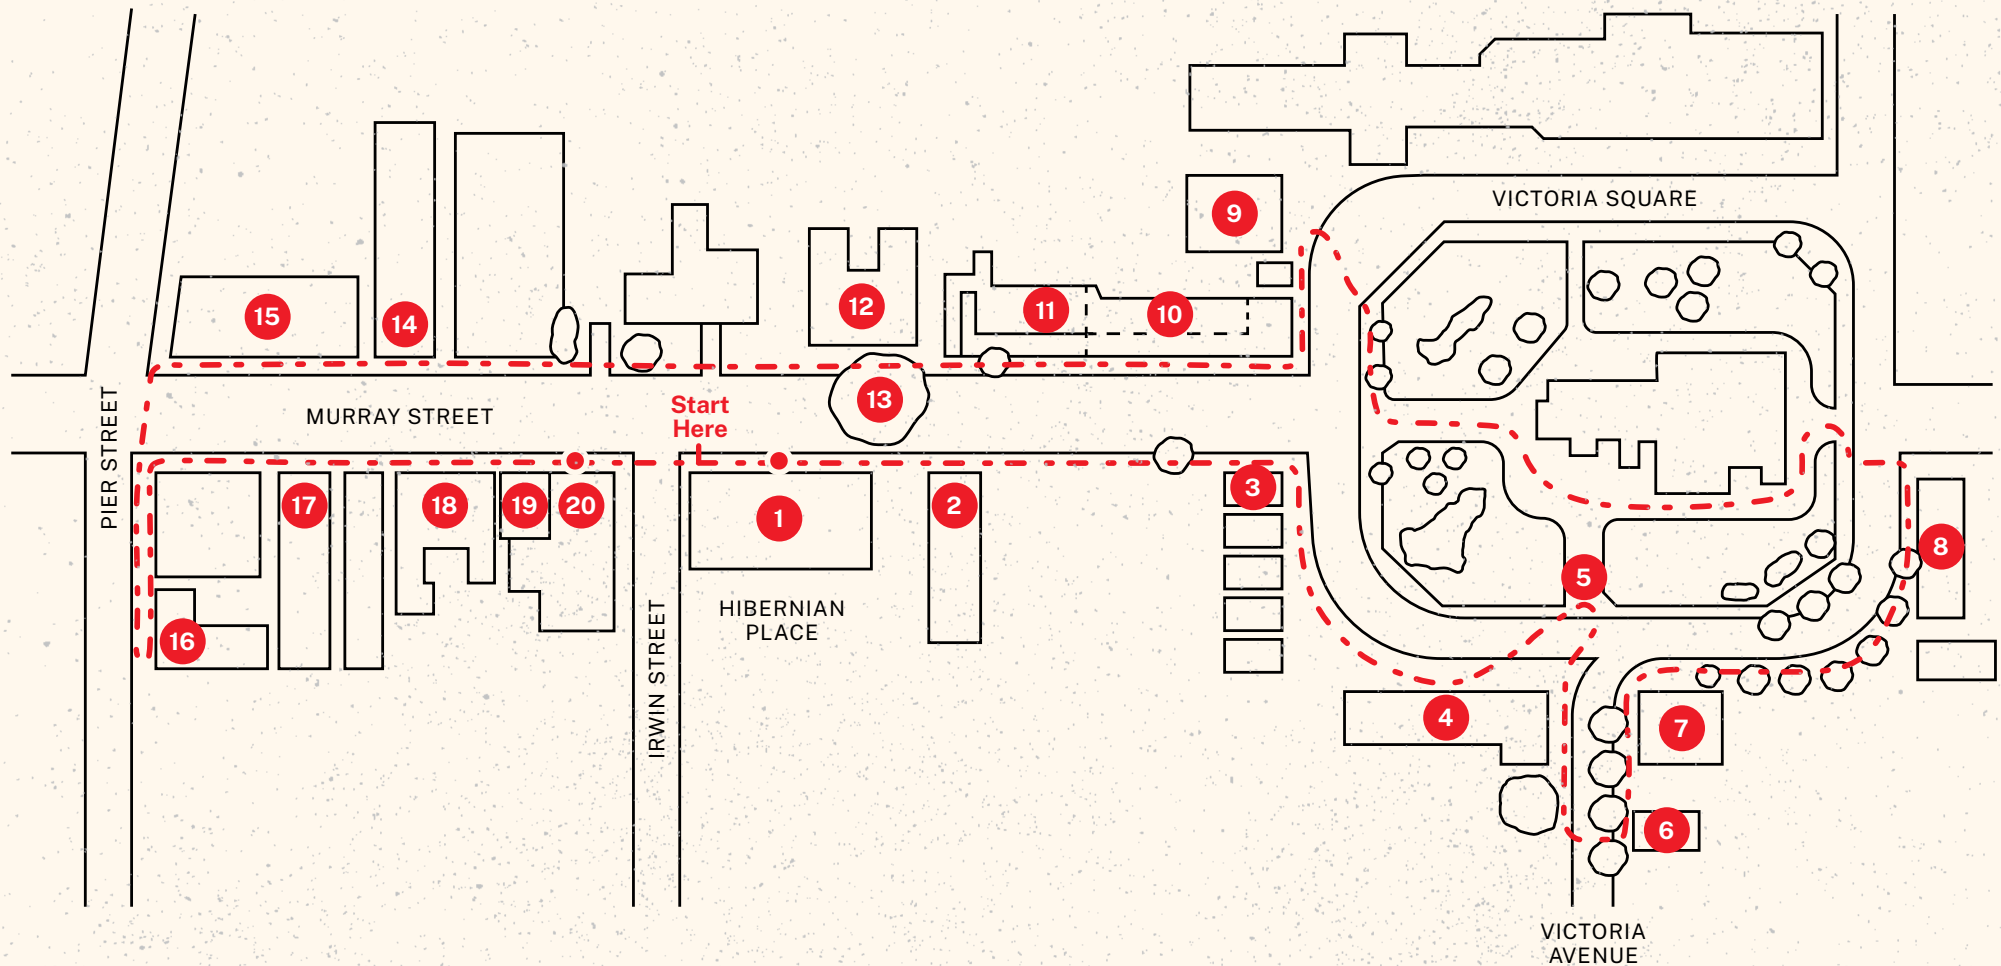 VICTORIA SQUARE
9
15
14
12
11
10
MURRAY STREET
Start
Here
13
PIER STREET
17
18
19
20
1
2
3
8
5
HIBERNIAN
PLACE
16
IRWIN STREET
4
7
6
VICTORIA
AVENUE